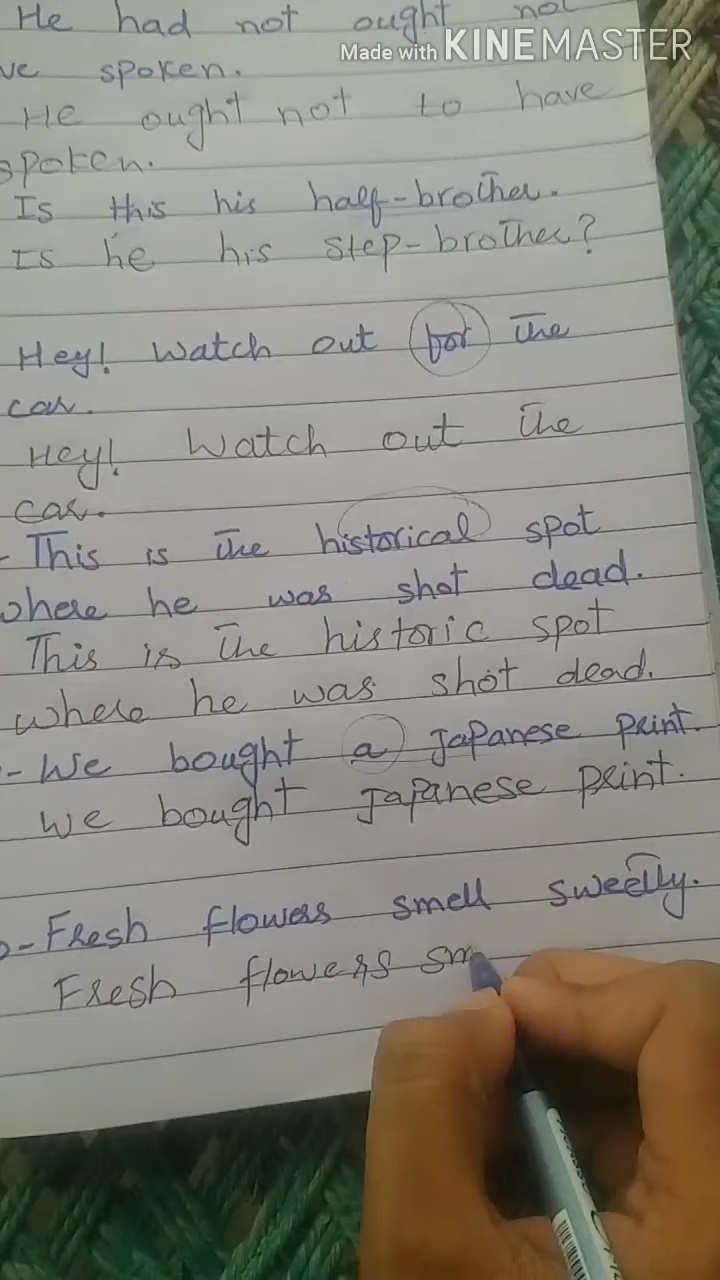 He had not ought not
Made with KINEMASTER
ve spoken.
He ought not to have
spoken.
Is this his half-brother.
Is he his step-brother?
Hey! Watch out for the
car.
Hey! Watch out the
car.
- This is the historical spot
where he was shot dead.
This is the historic spot
where he was shot dead.
- We bought a Japanese print.
We bought Japanese print.
- Fresh flowers smell sweetly.
Fresh flowers sm